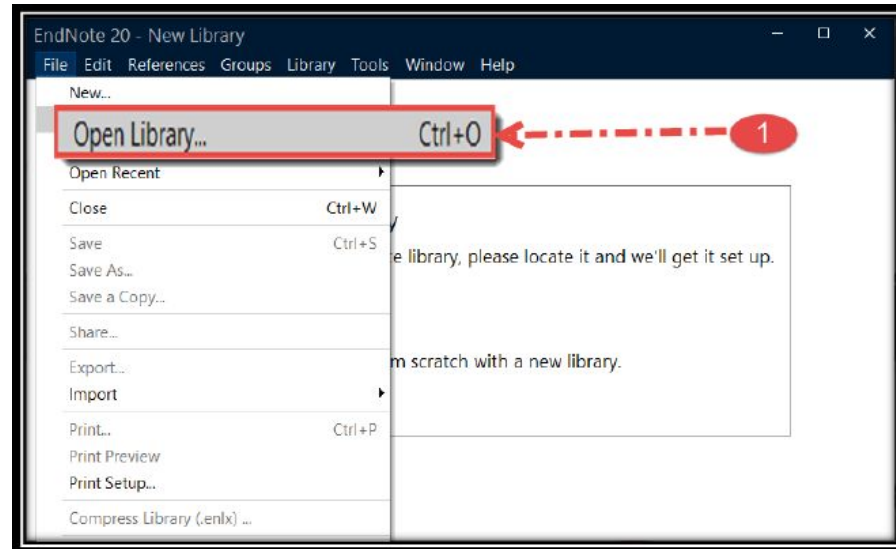 EndNote 20 - New Library
File Edit References Groups Library Tools Window Help
New...
Open Library... Ctrl+O
1
Open Recent
Close Ctrl+W
Save Ctrl+S
e library, please locate it and we'll get it set up.
Save As...
Save a Copy...
Share...
Export...
m scratch with a new library.
Import
Print... Ctrl+P
Print Preview
Print Setup...
Compress Library (.enlx) ...